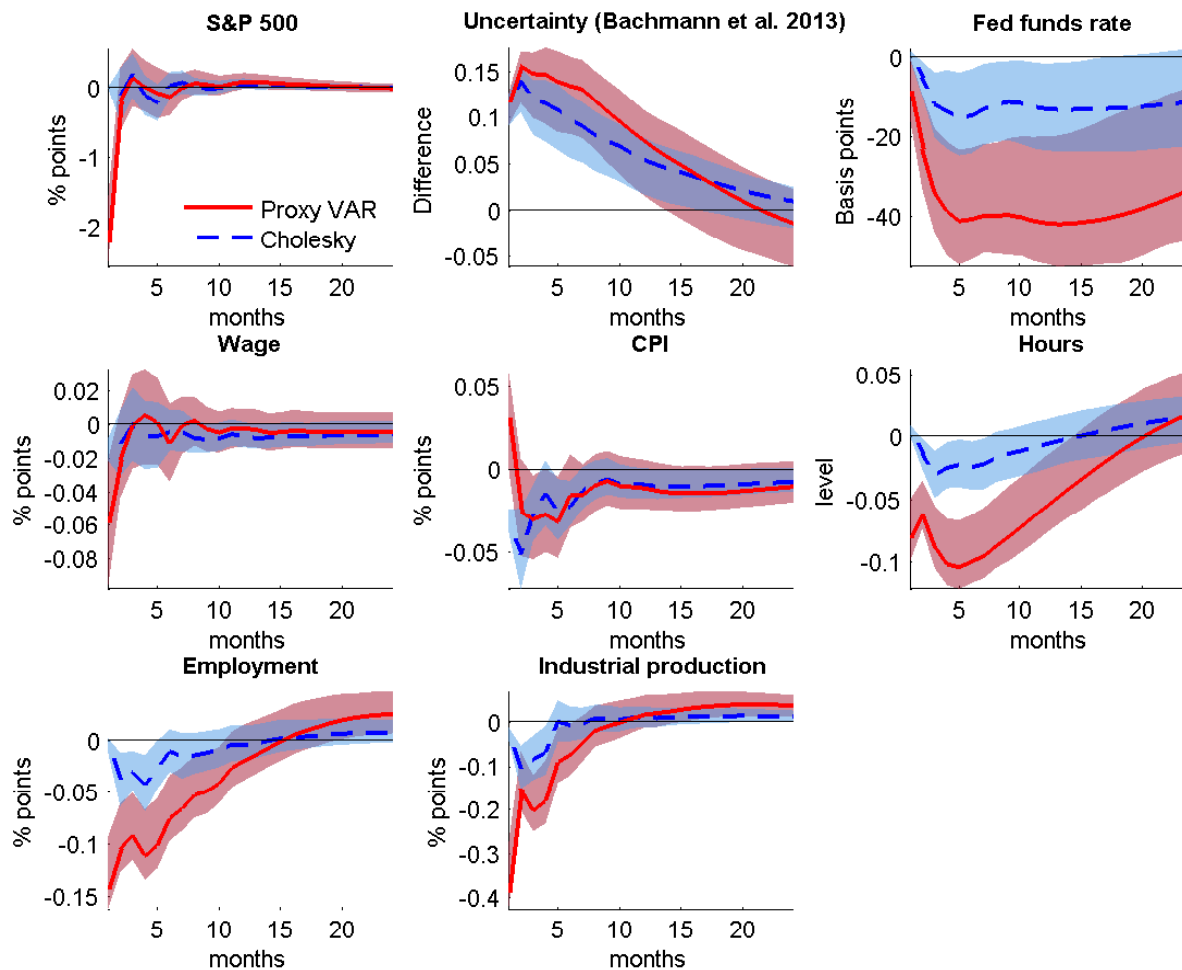 S&P 500
% points
0
-1
-2
Proxy VAR
Cholesky
5 10 15 20
months
Uncertainty (Bachmann et al. 2013)
Difference
0.15
0.1
0.05
0
-0.05
5 10 15 20
months
Fed funds rate
Basis points
0
-20
-40
5 10 15 20
months
Wage
% points
0.02
0
-0.02
-0.04
-0.06
-0.08
5 10 15 20
months
CPI
% points
0.05
0
-0.05
5 10 15 20
months
Hours
level
0.05
0
-0.05
-0.1
5 10 15 20
months
Employment
% points
0
-0.05
-0.1
-0.15
5 10 15 20
months
Industrial production
% points
0
-0.1
-0.2
-0.3
-0.4
5 10 15 20
months